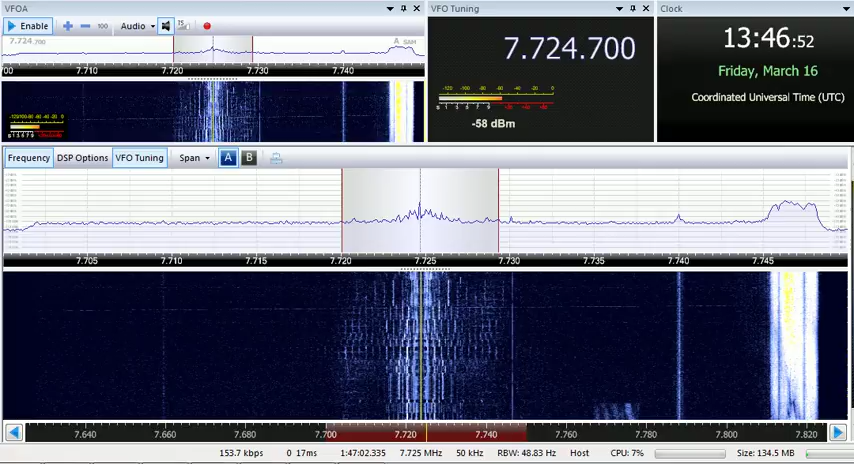 VFOA
VFO Tuning
Clock
Enable
100
Audio
7.724.700
A SAM
7.710 7.720 7.730 7.740
7.724.700
-58 dBm
13:46:52
Friday, March 16
Coordinated Universal Time (UTC)
Frequency DSP Options VFO Tuning Span A B
7.705 7.710 7.715 7.720 7.725 7.730 7.735 7.740 7.745
7.640 7.660 7.680 7.700 7.720 7.740 7.760 7.780 7.800 7.820
153.7 kbps 0 17ms 1:47:02.335 7.725 MHz 50 kHz RBW: 48.83 Hz Host CPU: 7% Size: 134.5 MB